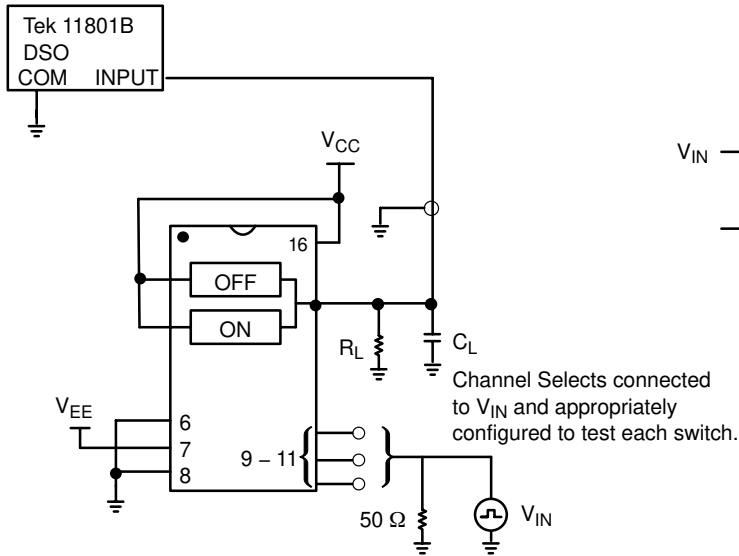 Tek 11801B
DSO
COM INPUT
V_CC
V_IN
16
OFF
ON
R_L
C_L
Channel Selects connected
to V_IN and appropriately
configured to test each switch.
V_EE
6
7
8
9 – 11
50 Ω
V_IN